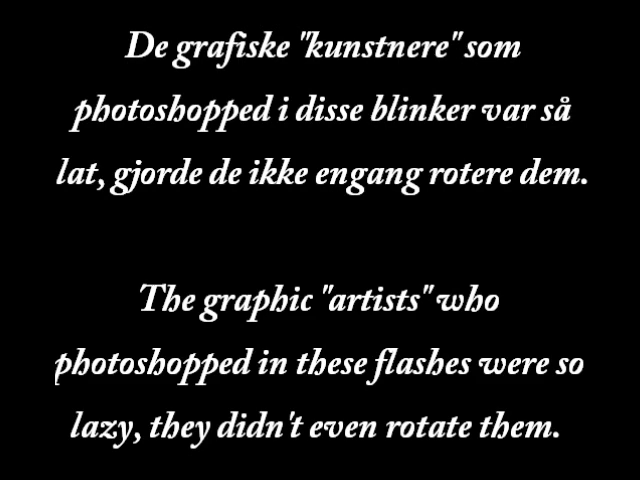 De grafiske "kunstnere" som
photoshopped i disse blinker var så
lat, gjorde de ikke engang rotere dem.
The graphic "artists" who
photoshopped in these flashes were so
lazy, they didn't even rotate them.